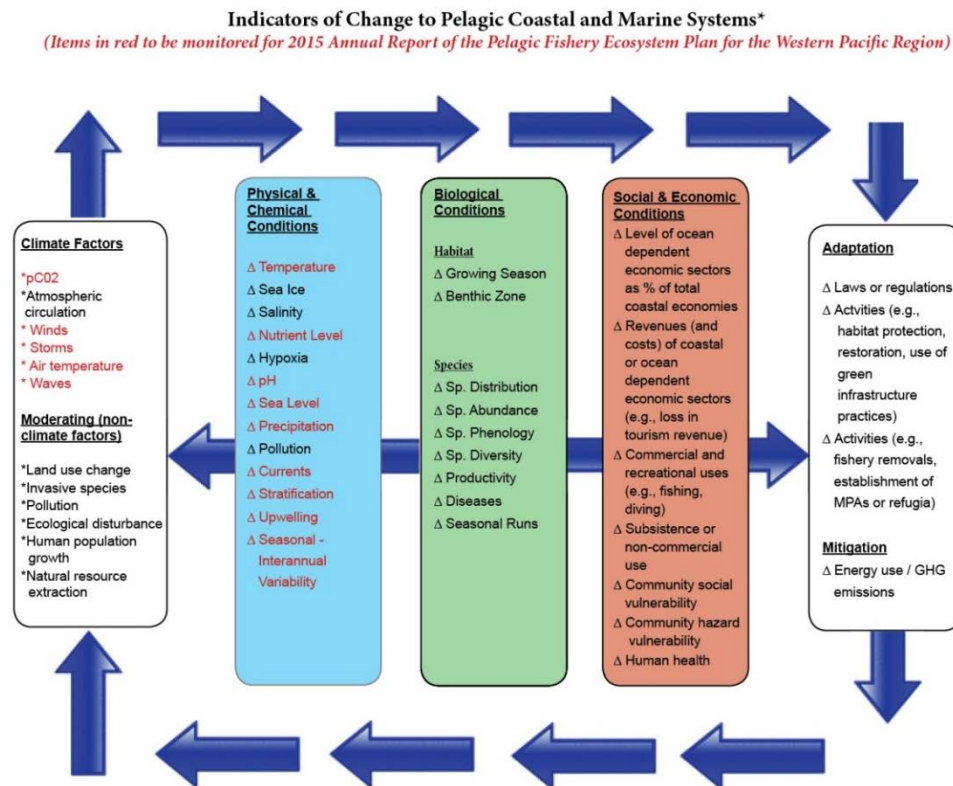 Indicators of Change to Pelagic Coastal and Marine Systems*
(Items in red to be monitored for 2015 Annual Report of the Pelagic Fishery Ecosystem Plan for the Western Pacific Region)
Climate Factors
*pC02
*Atmospheric
circulation
* Winds
* Storms
* Air temperature
* Waves
Moderating (non-
climate factors)
*Land use change
*Invasive species
*Pollution
*Ecological disturbance
*Human population
growth
*Natural resource
extraction
Physical &
Chemical
Conditions
Δ Temperature
Δ Sea Ice
Δ Salinity
Δ Nutrient Level
Δ Hypoxia
Δ pH
Δ Sea Level
Δ Precipitation
Δ Pollution
Δ Currents
Δ Stratification
Δ Upwelling
Δ Seasonal -
Interannual
Variability
Biological
Conditions
Habitat
Δ Growing Season
Δ Benthic Zone
Species
Δ Sp. Distribution
Δ Sp. Abundance
Δ Sp. Phenology
Δ Sp. Diversity
Δ Productivity
Δ Diseases
Δ Seasonal Runs
Social & Economic
Conditions
Δ Level of ocean
dependent
economic sectors
as % of total
coastal economies
Δ Revenues (and
costs) of coastal
or ocean
dependent
economic sectors
(e.g., loss in
tourism revenue)
Δ Commercial and
recreational uses
(e.g., fishing,
diving)
Δ Subsistence or
non-commercial
use
Δ Community social
vulnerability
Δ Community hazard
vulnerability
Δ Human health
Adaptation
Δ Laws or regulations
Δ Actvities (e.g.,
habitat protection,
restoration, use of
green
infrastructure
practices)
Δ Activities (e.g.,
fishery removals,
establishment of
MPAs or refugia)
Mitigation
Δ Energy use / GHG
emissions